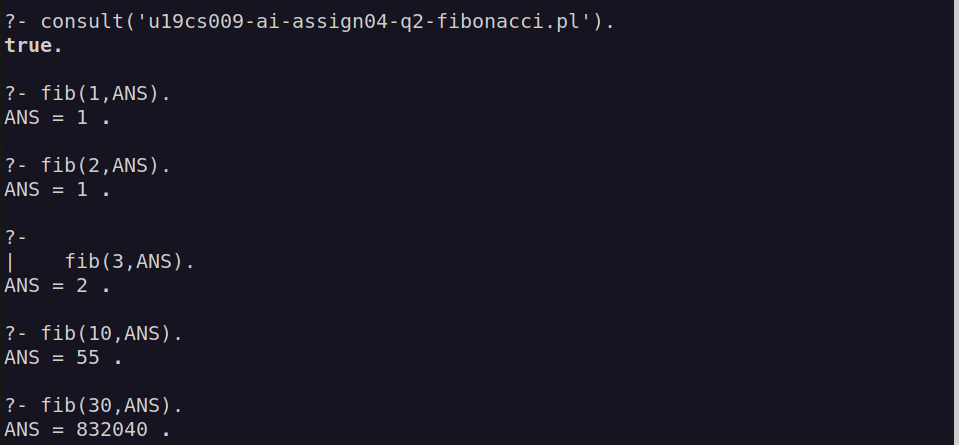 ?- consult('u19cs009-ai-assign04-q2-fibonacci.pl').
true.
?- fib(1,ANS).
ANS = 1 .
?- fib(2,ANS).
ANS = 1 .
?-
|    fib(3,ANS).
ANS = 2 .
?- fib(10,ANS).
ANS = 55 .
?- fib(30,ANS).
ANS = 832040 .